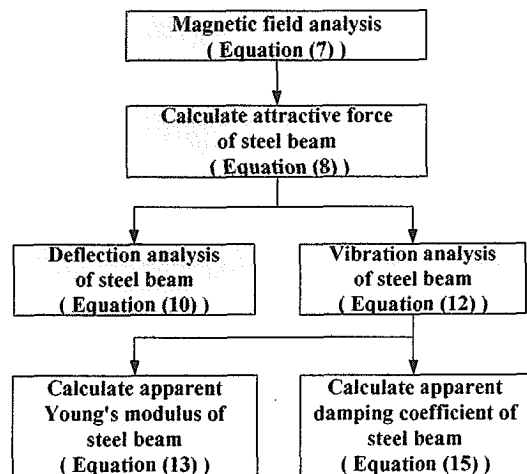 Magnetic field analysis
( Equation (7) )
Calculate attractive force
of steel beam
( Equation (8) )
Deflection analysis
of steel beam
( Equation (10) )
Vibration analysis
of steel beam
( Equation (12) )
Calculate apparent
Young's modulus of
steel beam
( Equation (13) )
Calculate apparent
damping coefficient of
steel beam
( Equation (15) )